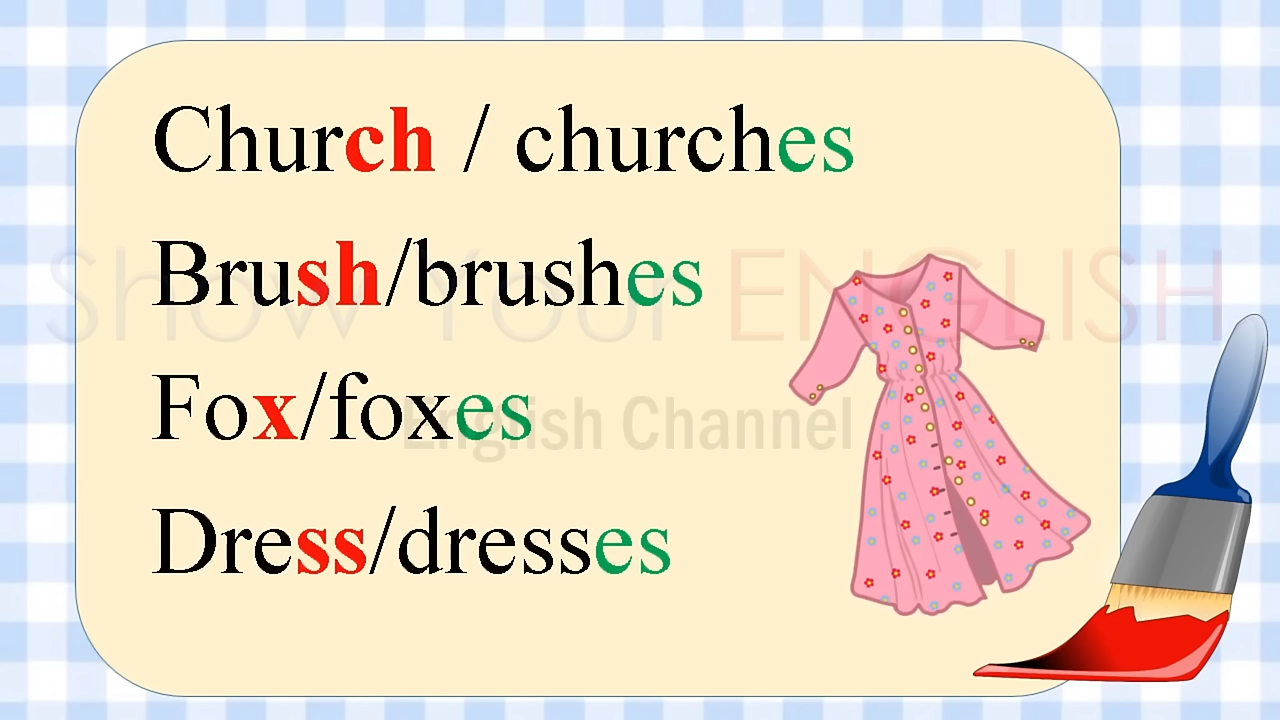 Church / churches
Brush/brushes
Show Your ENGLISH
Fox/foxes
English Channel
Dress/dresses